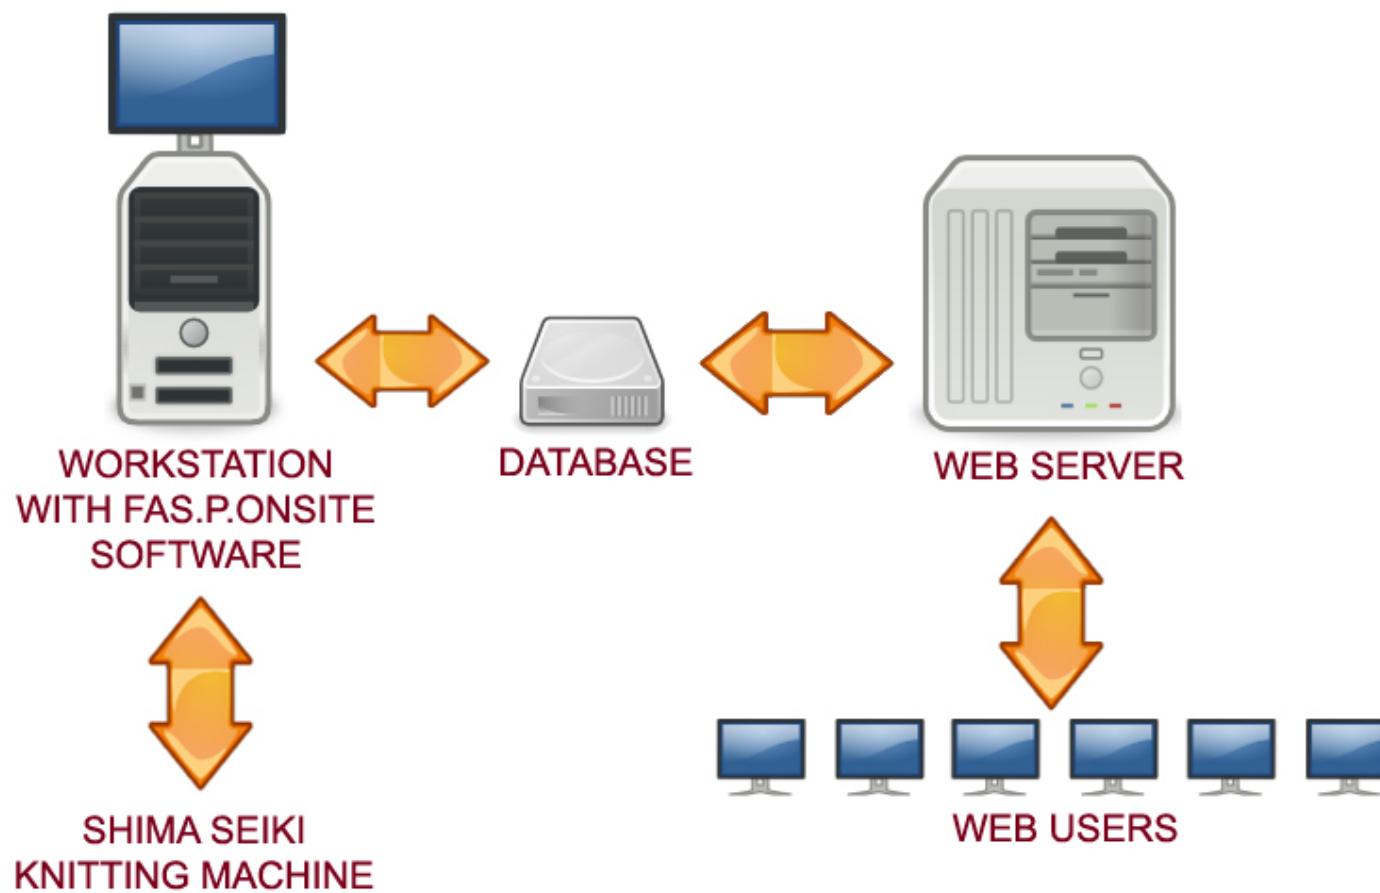 WORKSTATION
WITH FAS.P.ONSITE
SOFTWARE
DATABASE
WEB SERVER
SHIMA SEIKI
KNITTING MACHINE
WEB USERS